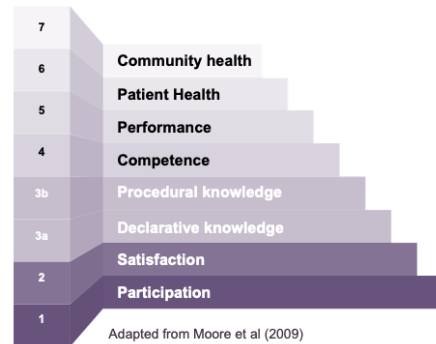 7
6
5
4
3b
3a
2
1
Community health
Patient Health
Performance
Competence
Procedural knowledge
Declarative knowledge
Satisfaction
Participation
Adapted from Moore et al (2009)